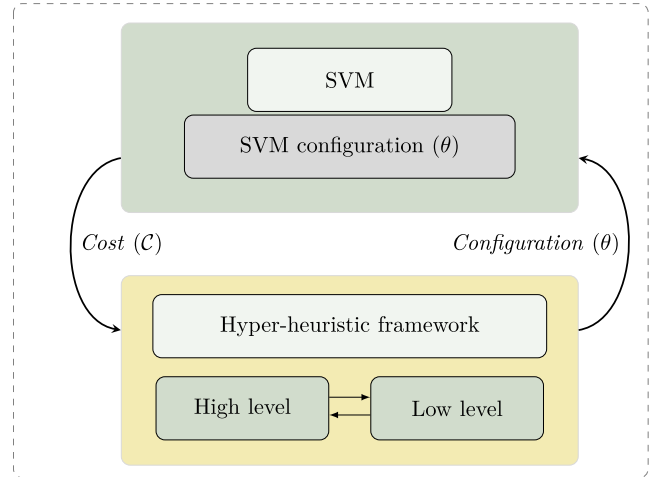 SVM
SVM configuration (θ)
Cost (𝒞)
Configuration (θ)
Hyper-heuristic framework
High level
Low level